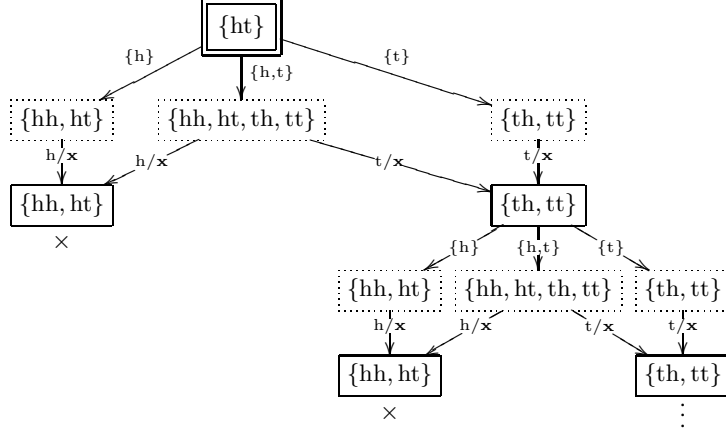 {ht}
{h} {h,t} {t}
{hh, ht} {hh, ht, th, tt} {th, tt}
h/x h/x t/x t/x
{hh, ht} {th, tt}
×
{h} {h,t} {t}
{hh, ht} {hh, ht, th, tt} {th, tt}
h/x h/x t/x t/x
{hh, ht} {th, tt}
× ⋮